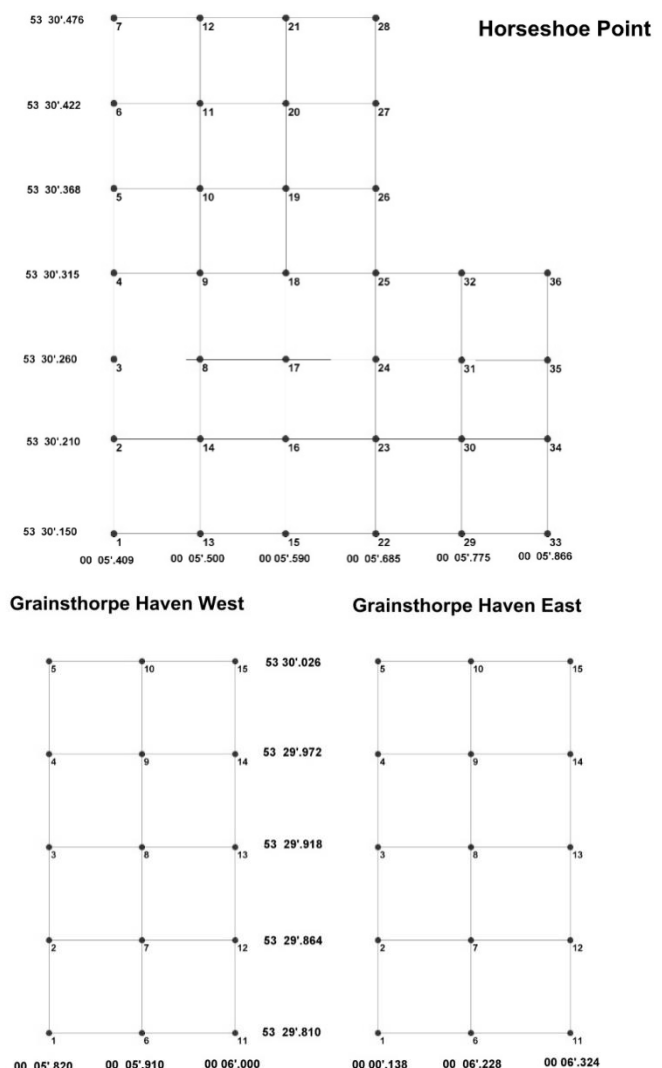 Horseshoe Point
53 30'.476
7 12 21 28
53 30'.422
6 11 20 27
53 30'.368
5 10 19 26
53 30'.315
4 9 18 25 32 36
53 30'.260
3 8 17 24 31 35
53 30'.210
2 14 16 23 30 34
53 30'.150
1 13 15 22 29 33
00 05'.409 00 05'.500 00 05'.590 00 05'.685 00 05'.775 00 05'.866
Grainsthorpe Haven West Grainsthorpe Haven East
5 10 15 53 30'.026 5 10 15
4 9 14 53 29'.972 4 9 14
3 8 13 53 29'.918 3 8 13
2 7 12 53 29'.864 2 7 12
1 6 11 53 29'.810 1 6 11
00 05'.820 00 05'.910 00 06'.000 00 00'.138 00 06'.228 00 06'.324